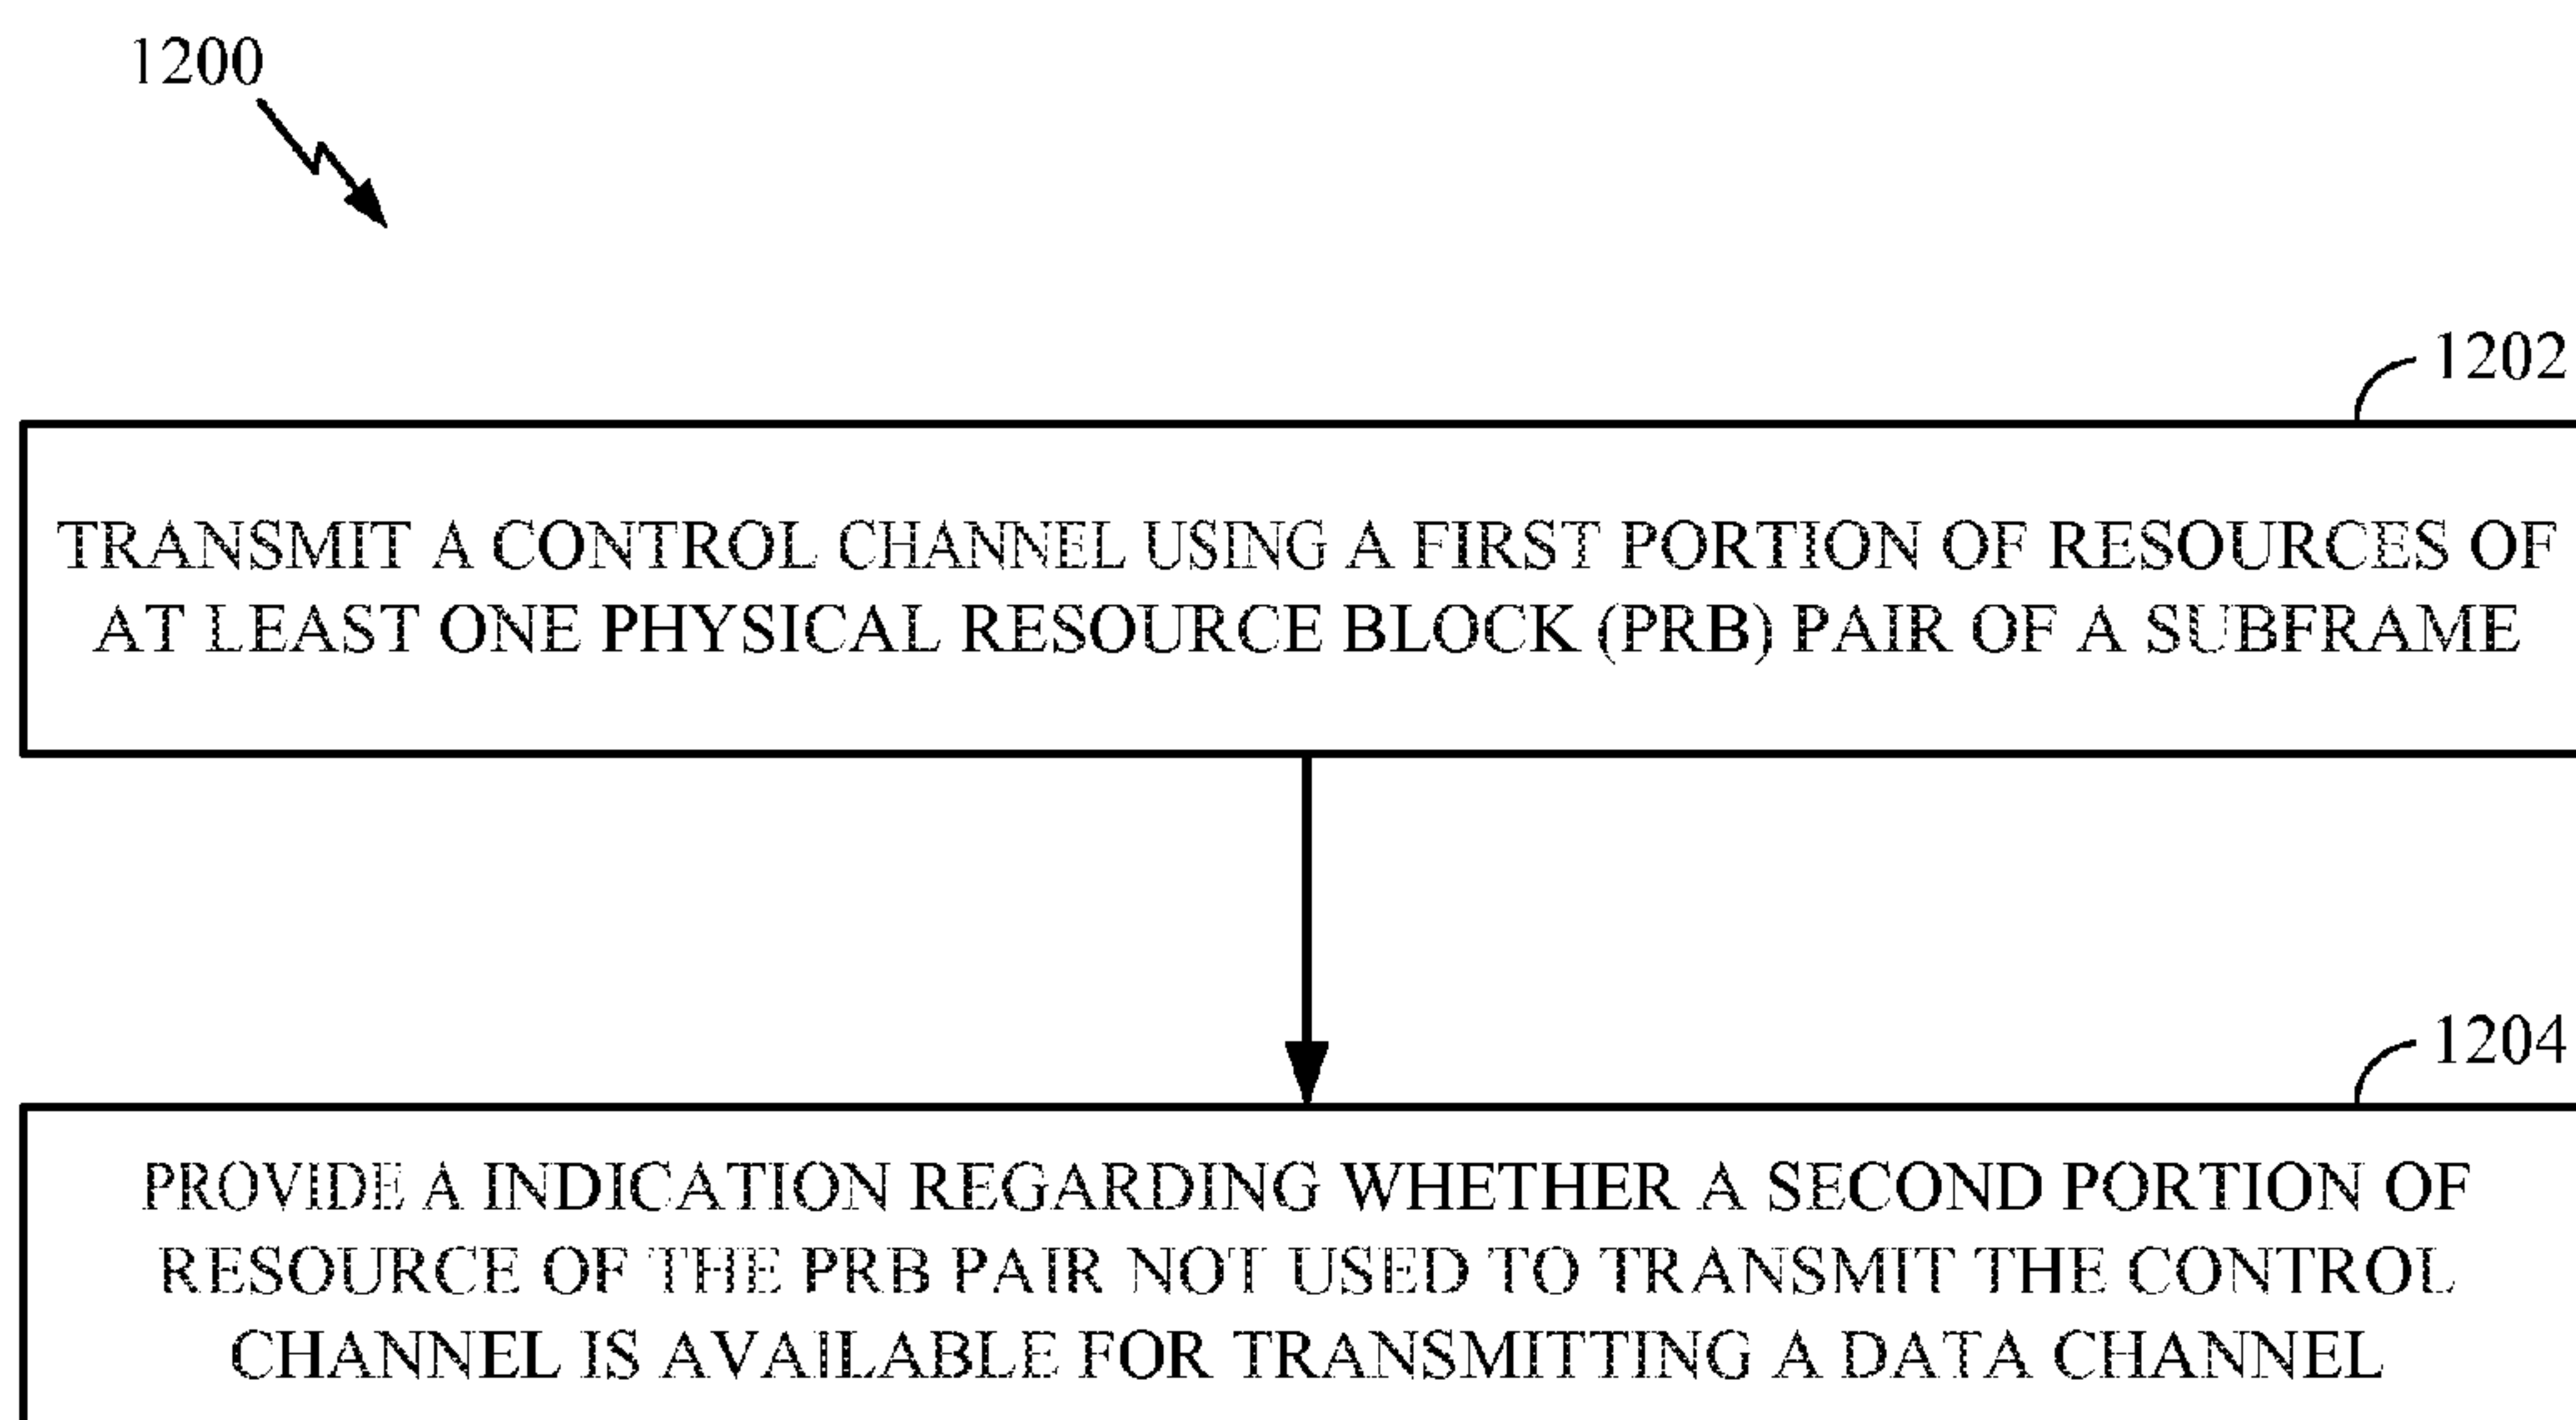 1200
1202
TRANSMIT A CONTROL CHANNEL USING A FIRST PORTION OF RESOURCES OF
AT LEAST ONE PHYSICAL RESOURCE BLOCK (PRB) PAIR OF A SUBFRAME
1204
PROVIDE A INDICATION REGARDING WHETHER A SECOND PORTION OF
RESOURCE OF THE PRB PAIR NOT USED TO TRANSMIT THE CONTROL
CHANNEL IS AVAILABLE FOR TRANSMITTING A DATA CHANNEL